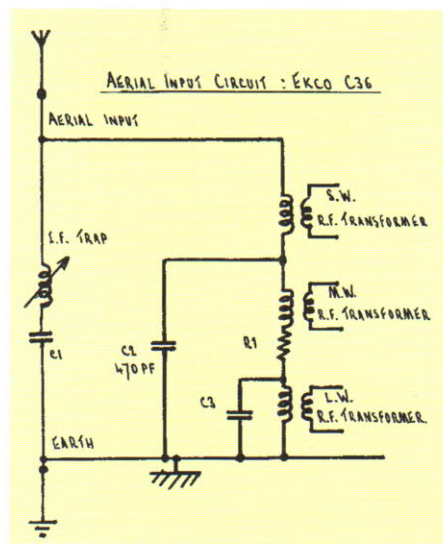 AERIAL INPUT CIRCUIT : EKCO C36
AERIAL INPUT
S.W.
R.F. TRANSFORMER
I.F. TRAP
M.W.
R.F. TRANSFORMER
C1
C2
470PF
R1
C3
L.W.
R.F. TRANSFORMER.
EARTH